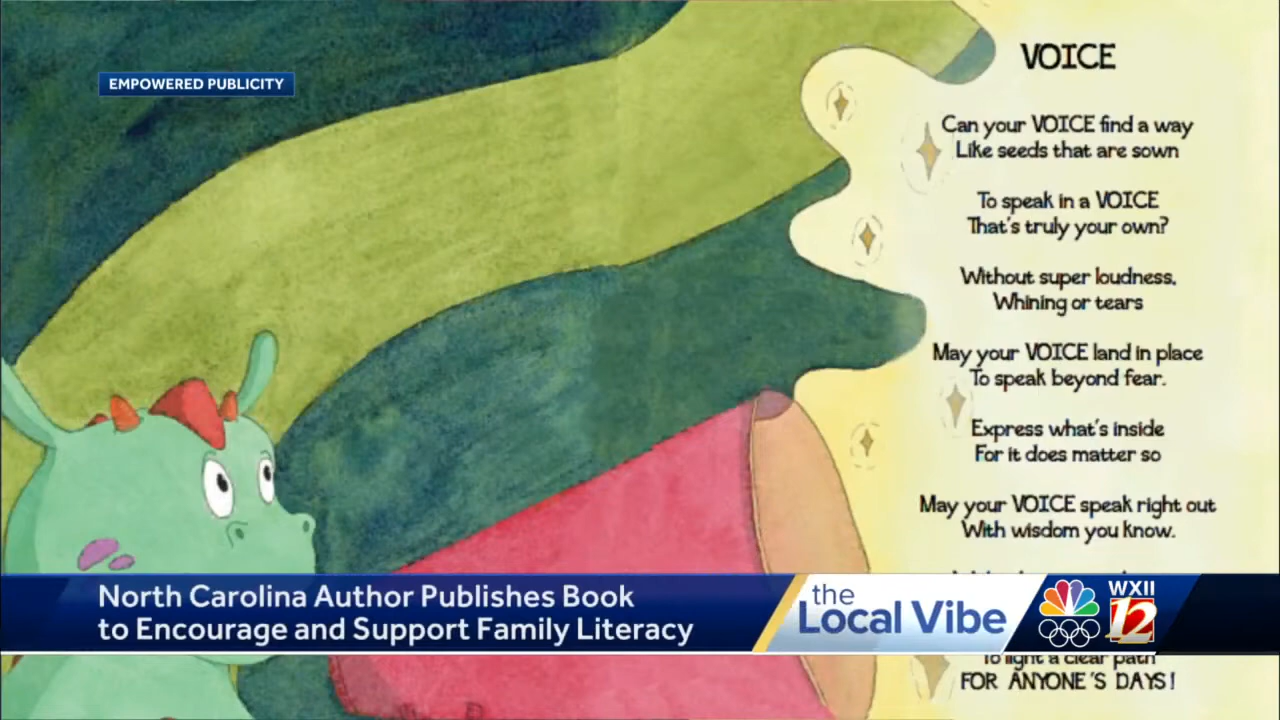 EMPOWERED PUBLICITY
VOICE
Can your VOICE find a way
Like seeds that are sown
To speak in a VOICE
That's truly your own?
Without super loudness,
Whining or tears
May your VOICE land in place
To speak beyond fear.
Express what's inside
For it does matter so
May your VOICE speak right out
With wisdom you know.
To light a clear path
FOR ANYONE'S DAYS!
North Carolina Author Publishes Book
to Encourage and Support Family Literacy
the
Local Vibe
WXII
12